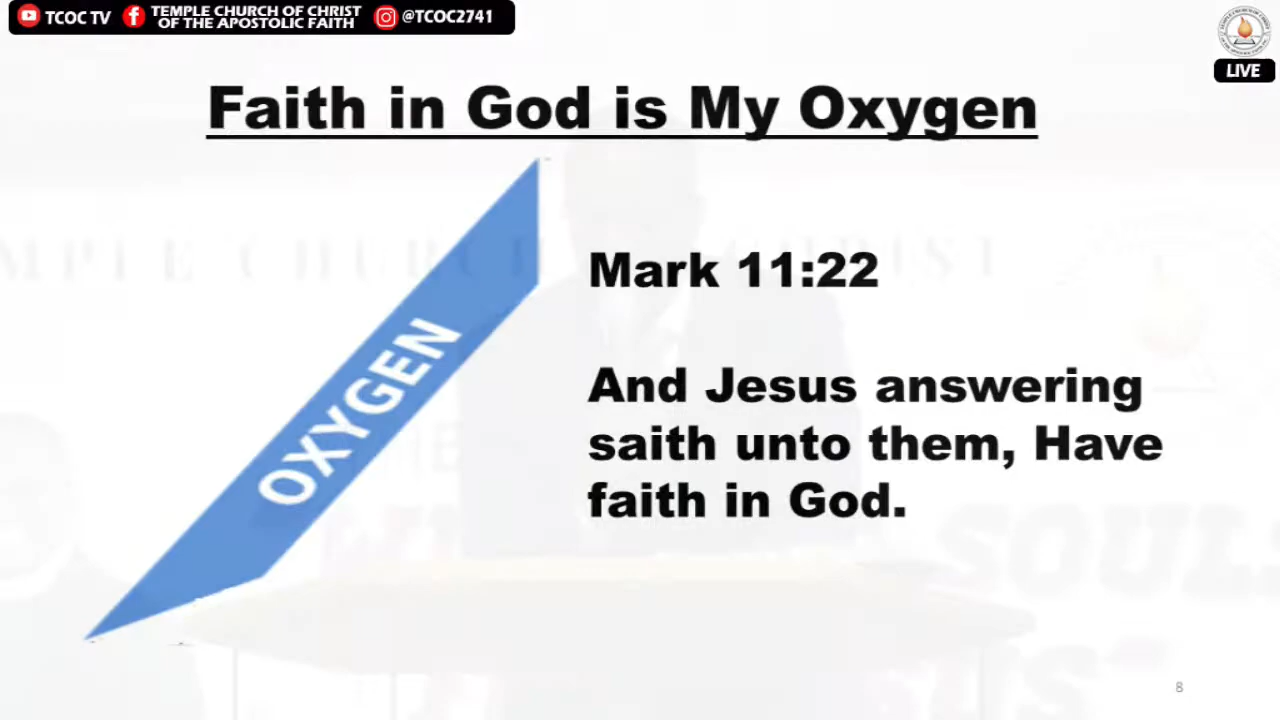 TCOC TV
TEMPLE CHURCH OF CHRIST
OF THE APOSTOLIC FAITH
@TCOC2741
LIVE
Faith in God is My Oxygen
OXYGEN
Mark 11:22
And Jesus answering
saith unto them, Have
faith in God.
SOULS
8